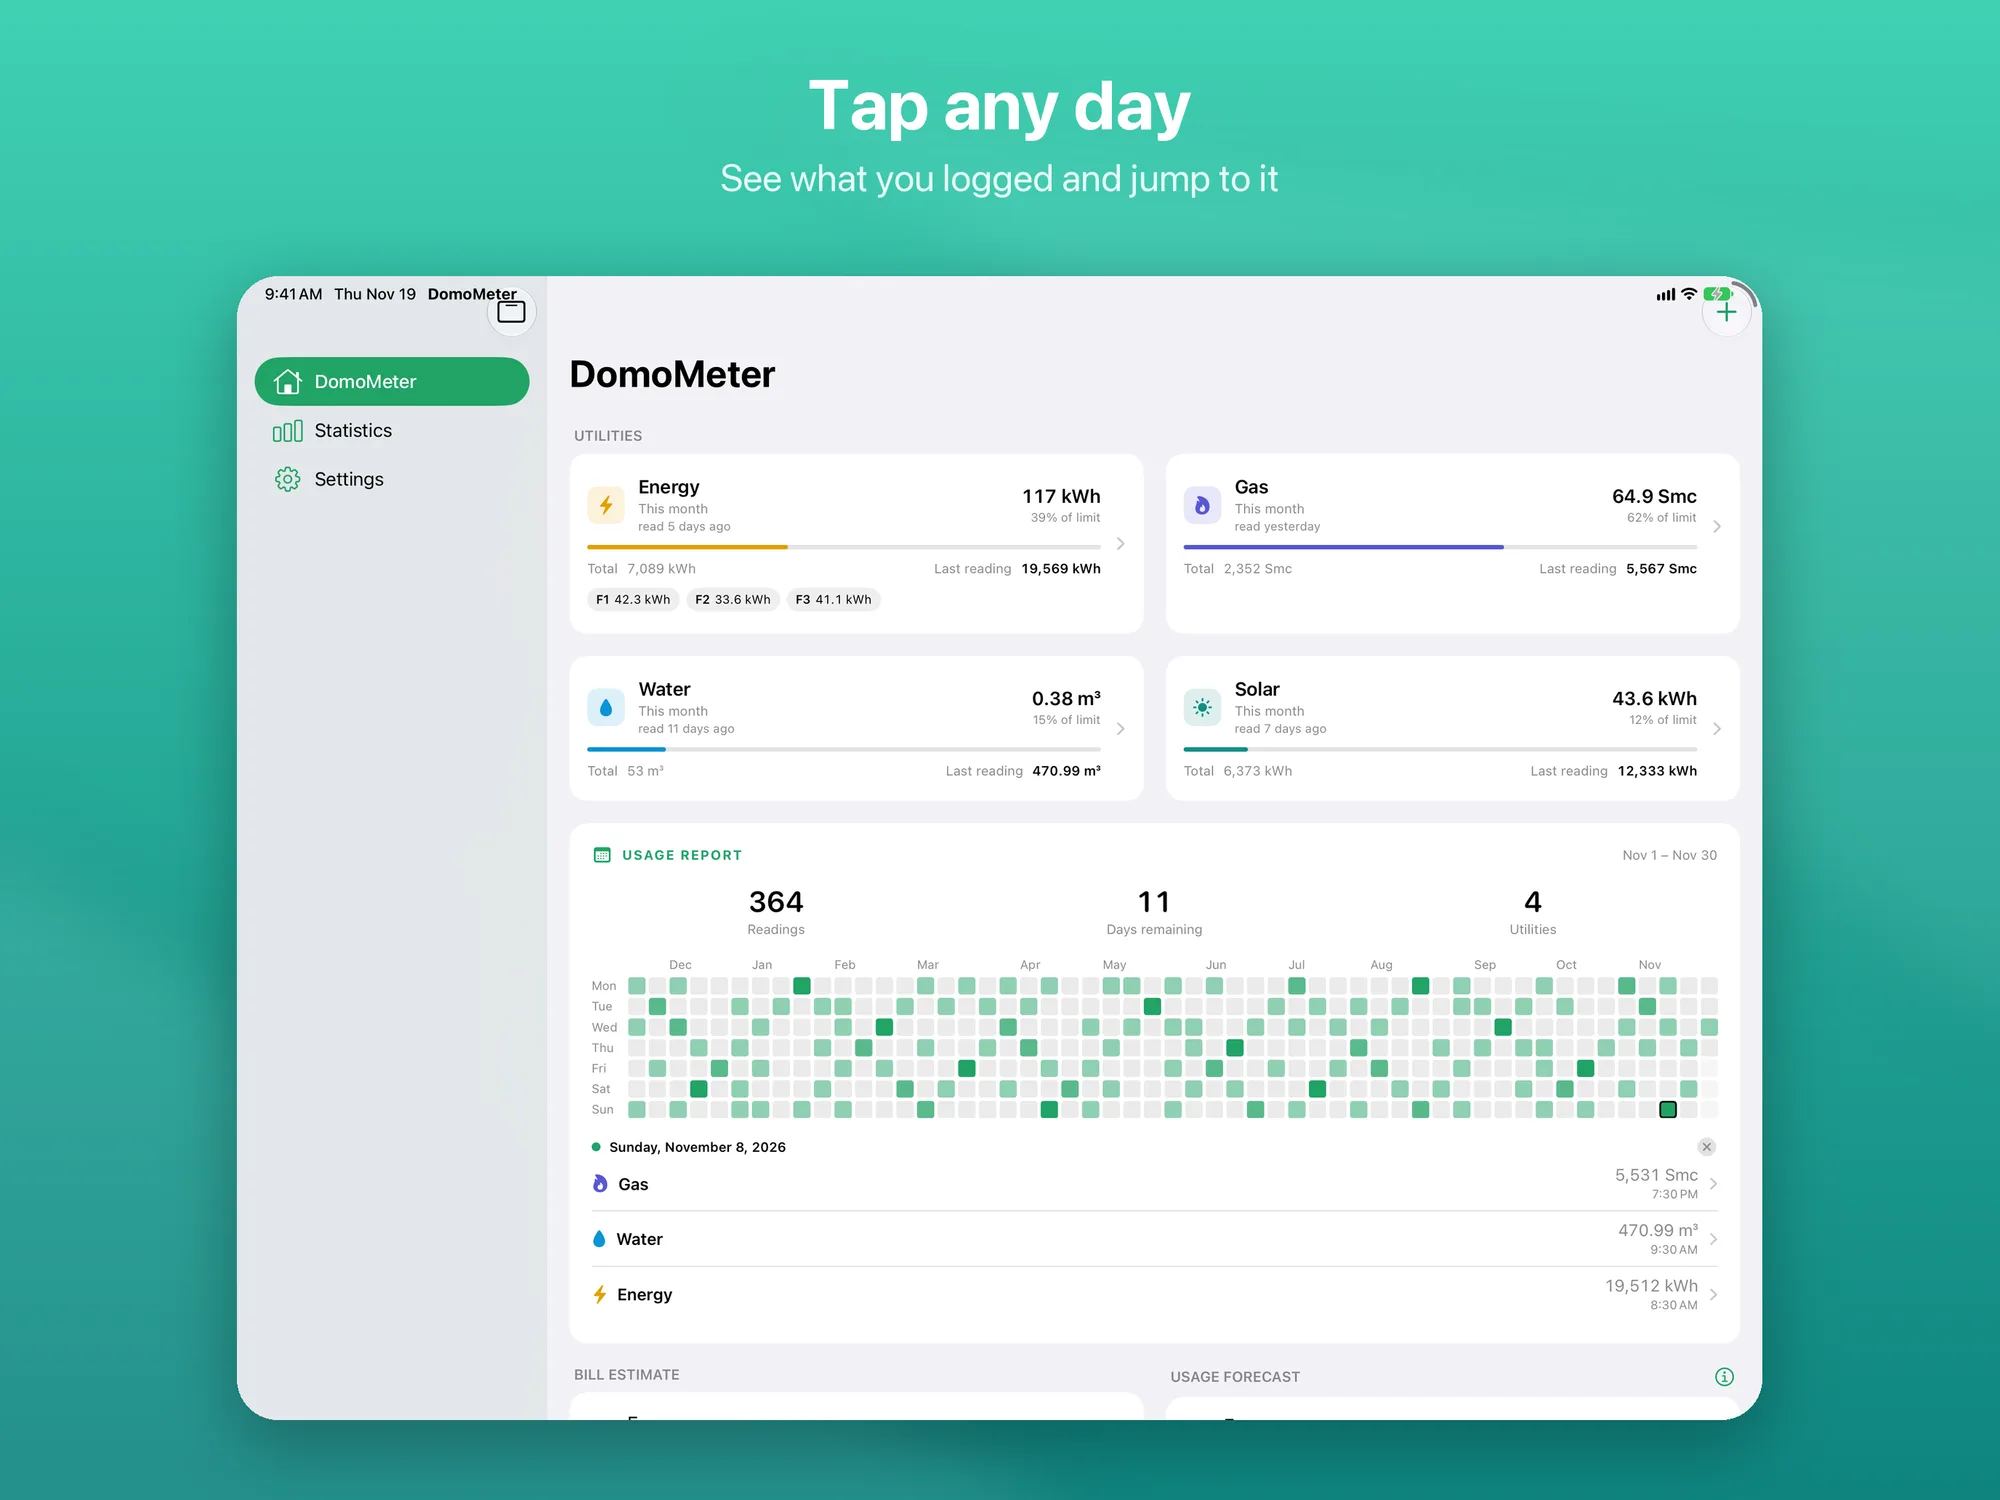 Tap any day
See what you logged and jump to it
9:41 AM Thu Nov 19 DomoMeter
DomoMeter
Statistics
Settings
DomoMeter
UTILITIES
Energy
This month
read 5 days ago
117 kWh
39% of limit
Total 7,089 kWh
Last reading 19,569 kWh
F1 42.3 kWh F2 33.6 kWh F3 41.1 kWh
Gas
This month
read yesterday
64.9 Smc
62% of limit
Total 2,352 Smc
Last reading 5,567 Smc
Water
This month
read 11 days ago
0.38 m³
15% of limit
Total 53 m³
Last reading 470.99 m³
Solar
This month
read 7 days ago
43.6 kWh
12% of limit
Total 6,373 kWh
Last reading 12,333 kWh
USAGE REPORT
Nov 1 – Nov 30
364
Readings
11
Days remaining
4
Utilities
Dec Jan Feb Mar Apr May Jun Jul Aug Sep Oct Nov
Mon
Tue
Wed
Thu
Fri
Sat
Sun
Sunday, November 8, 2026
Gas
5,531 Smc
7:30 PM
Water
470.99 m³
9:30 AM
Energy
19,512 kWh
8:30 AM
BILL ESTIMATE
USAGE FORECAST